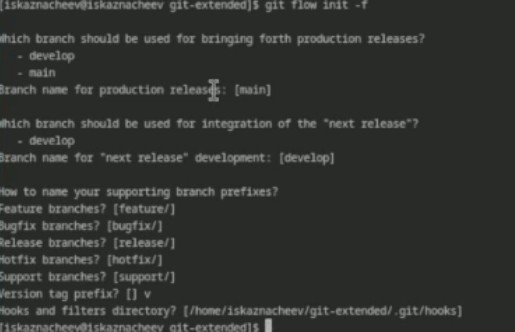 [iskaznacheev@iskaznacheev git-extended]$ git flow init -f
Which branch should be used for bringing forth production releases?
- develop
- main
Branch name for production releases: [main]
Which branch should be used for integration of the "next release"?
- develop
Branch name for "next release" development: [develop]
How to name your supporting branch prefixes?
Feature branches? [feature/]
Bugfix branches? [bugfix/]
Release branches? [release/]
Hotfix branches? [hotfix/]
Support branches? [support/]
Version tag prefix? [] v
Hooks and filters directory? [/home/iskaznacheev/git-extended/.git/hooks]
[iskaznacheev@iskaznacheev git-extended]$